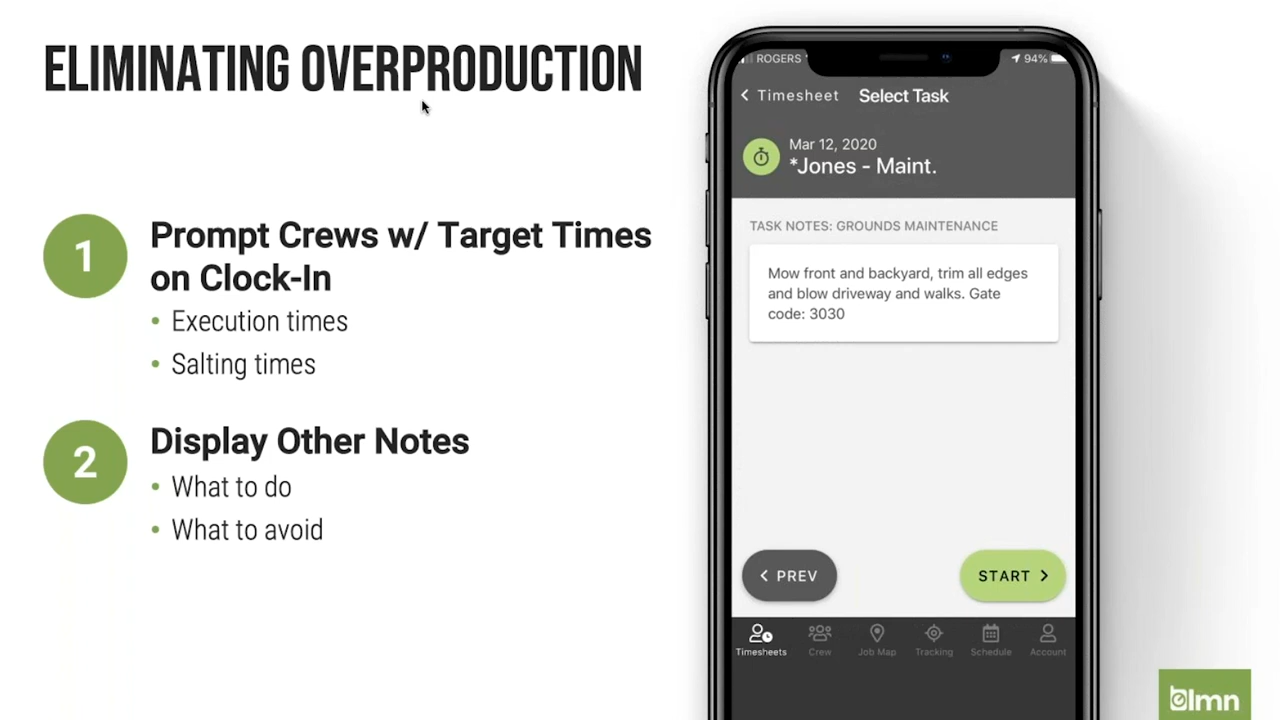 ELIMINATING OVERPRODUCTION
1
Prompt Crews w/ Target Times
on Clock-In
• Execution times
• Salting times
2
Display Other Notes
• What to do
• What to avoid
ROGERS
94%
Timesheet
Select Task
Mar 12, 2020
*Jones - Maint.
TASK NOTES: GROUNDS MAINTENANCE
Mow front and backyard, trim all edges
and blow driveway and walks. Gate
code: 3030
PREV
START
Timesheets
Crew
Job Map
Tracking
Schedule
Account
lmn